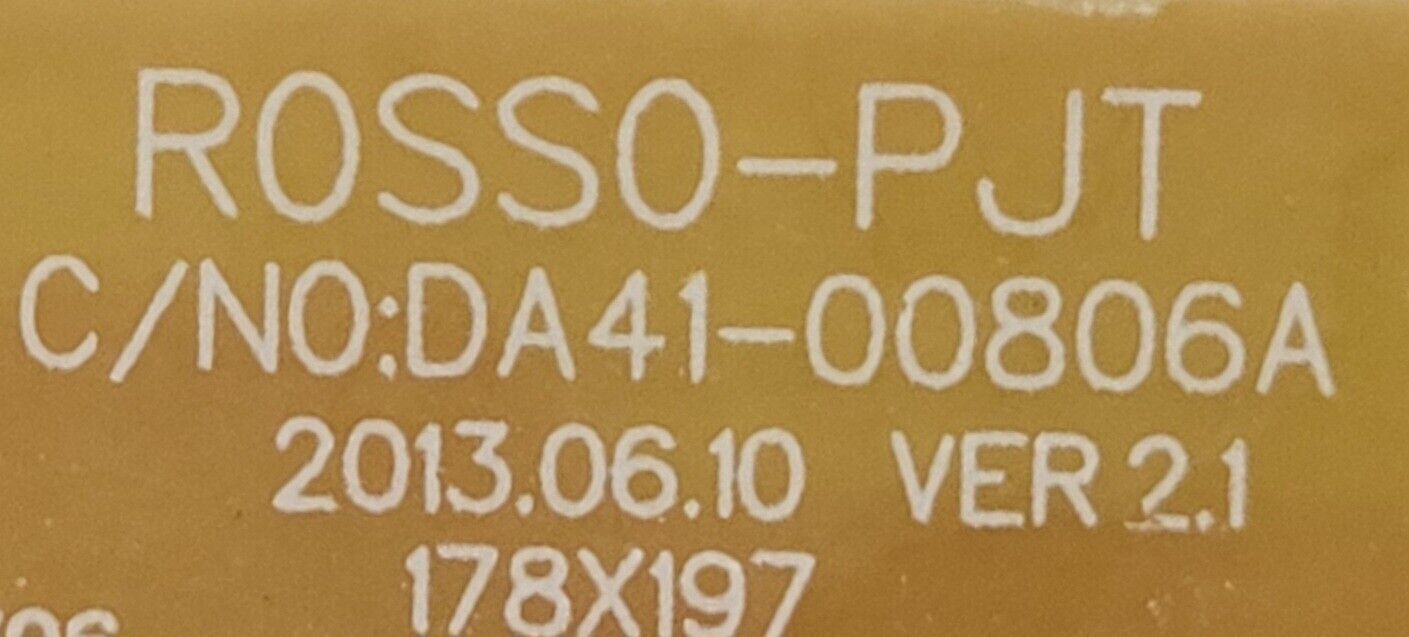 ROSSO-PJT
C/NO:DA41-00806A
2013.06.10 VER 2.1
178X197